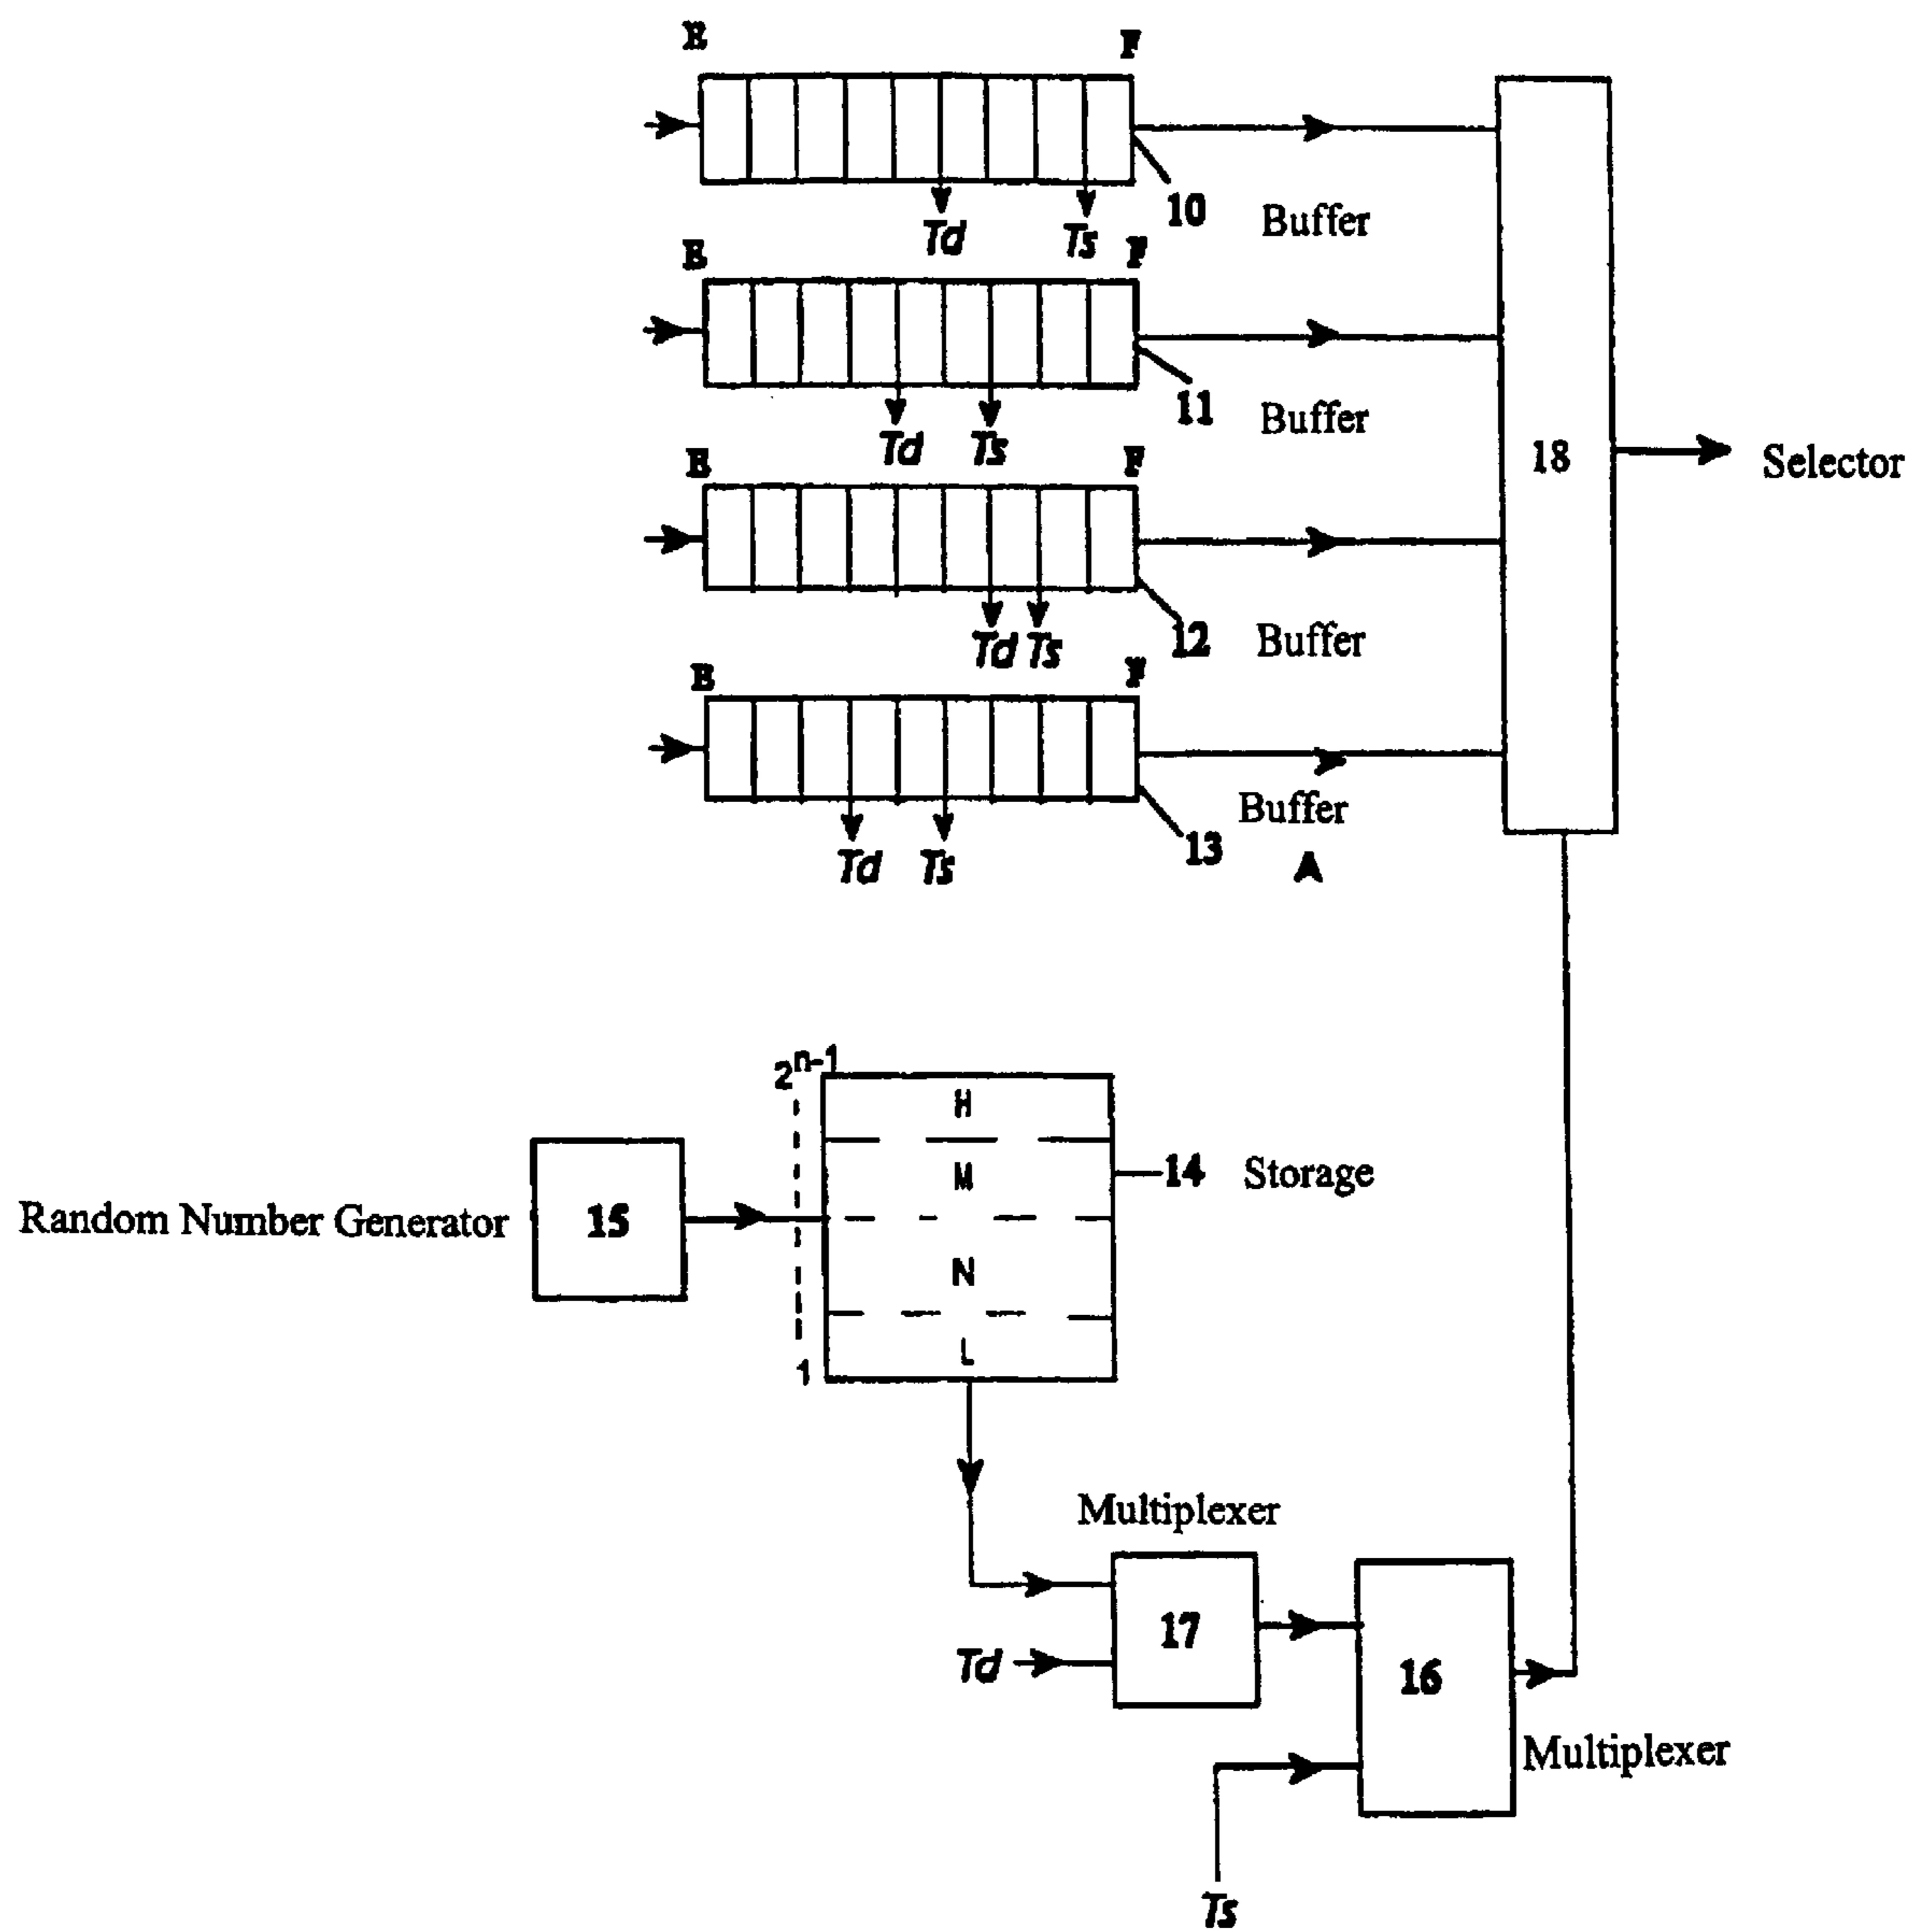 E F
10 Buffer
Td Ts
E F
11 Buffer
Td Ts
E F
18 Selector
12 Buffer
Td Ts
E F
13 Buffer
Td Ts
A
2n-1
H
M
14 Storage
Random Number Generator 15
N
L
1
Multiplexer
17
Td
16
Multiplexer
Ts